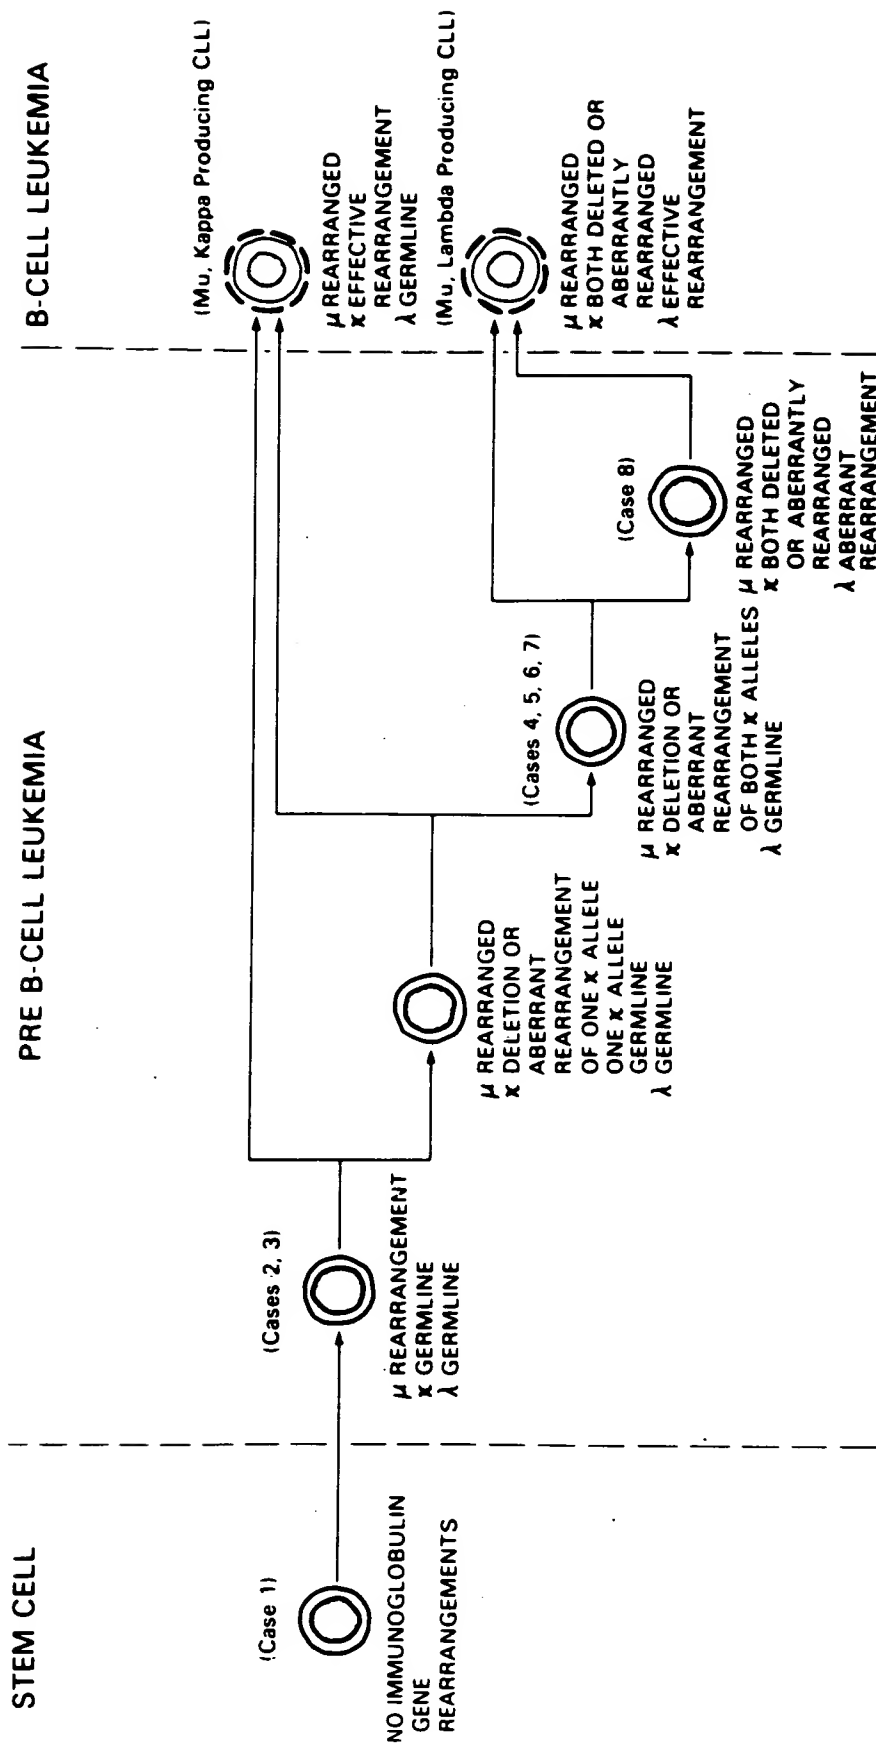 STEM CELL
(Case 1)
NO IMMUNOGLOBULIN
GENE
REARRANGEMENTS
PRE B-CELL LEUKEMIA
(Cases 2, 3)
μ REARRANGEMENT
ϰ GERMLINE
λ GERMLINE
μ REARRANGED
ϰ DELETION OR
ABERRANT
REARRANGEMENT
OF ONE ϰ ALLELE
ONE ϰ ALLELE
GERMLINE
λ GERMLINE
(Cases 4, 5, 6, 7)
μ REARRANGED
ϰ DELETION OR
ABERRANT
REARRANGEMENT
OF BOTH ϰ ALLELES
λ GERMLINE
(Case 8)
μ REARRANGED
ϰ BOTH DELETED
OR ABERRANTLY
REARRANGED
λ ABERRANT
REARRANGEMENT
B-CELL LEUKEMIA
(Mu, Kappa Producing CLL)
μ REARRANGED
ϰ EFFECTIVE
REARRANGEMENT
λ GERMLINE
(Mu, Lambda Producing CLL)
μ REARRANGED
ϰ BOTH DELETED OR
ABERRANTLY
REARRANGED
λ EFFECTIVE
REARRANGEMENT